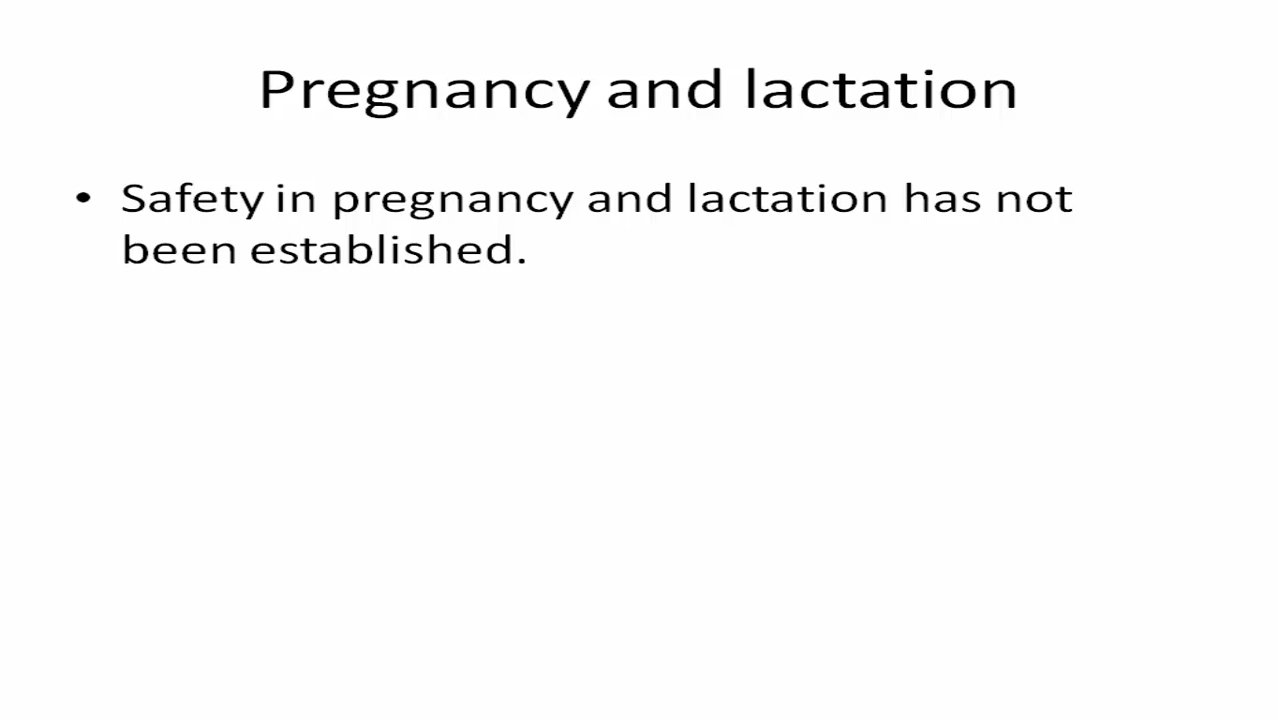 Pregnancy and lactation
• Safety in pregnancy and lactation has not
been established.